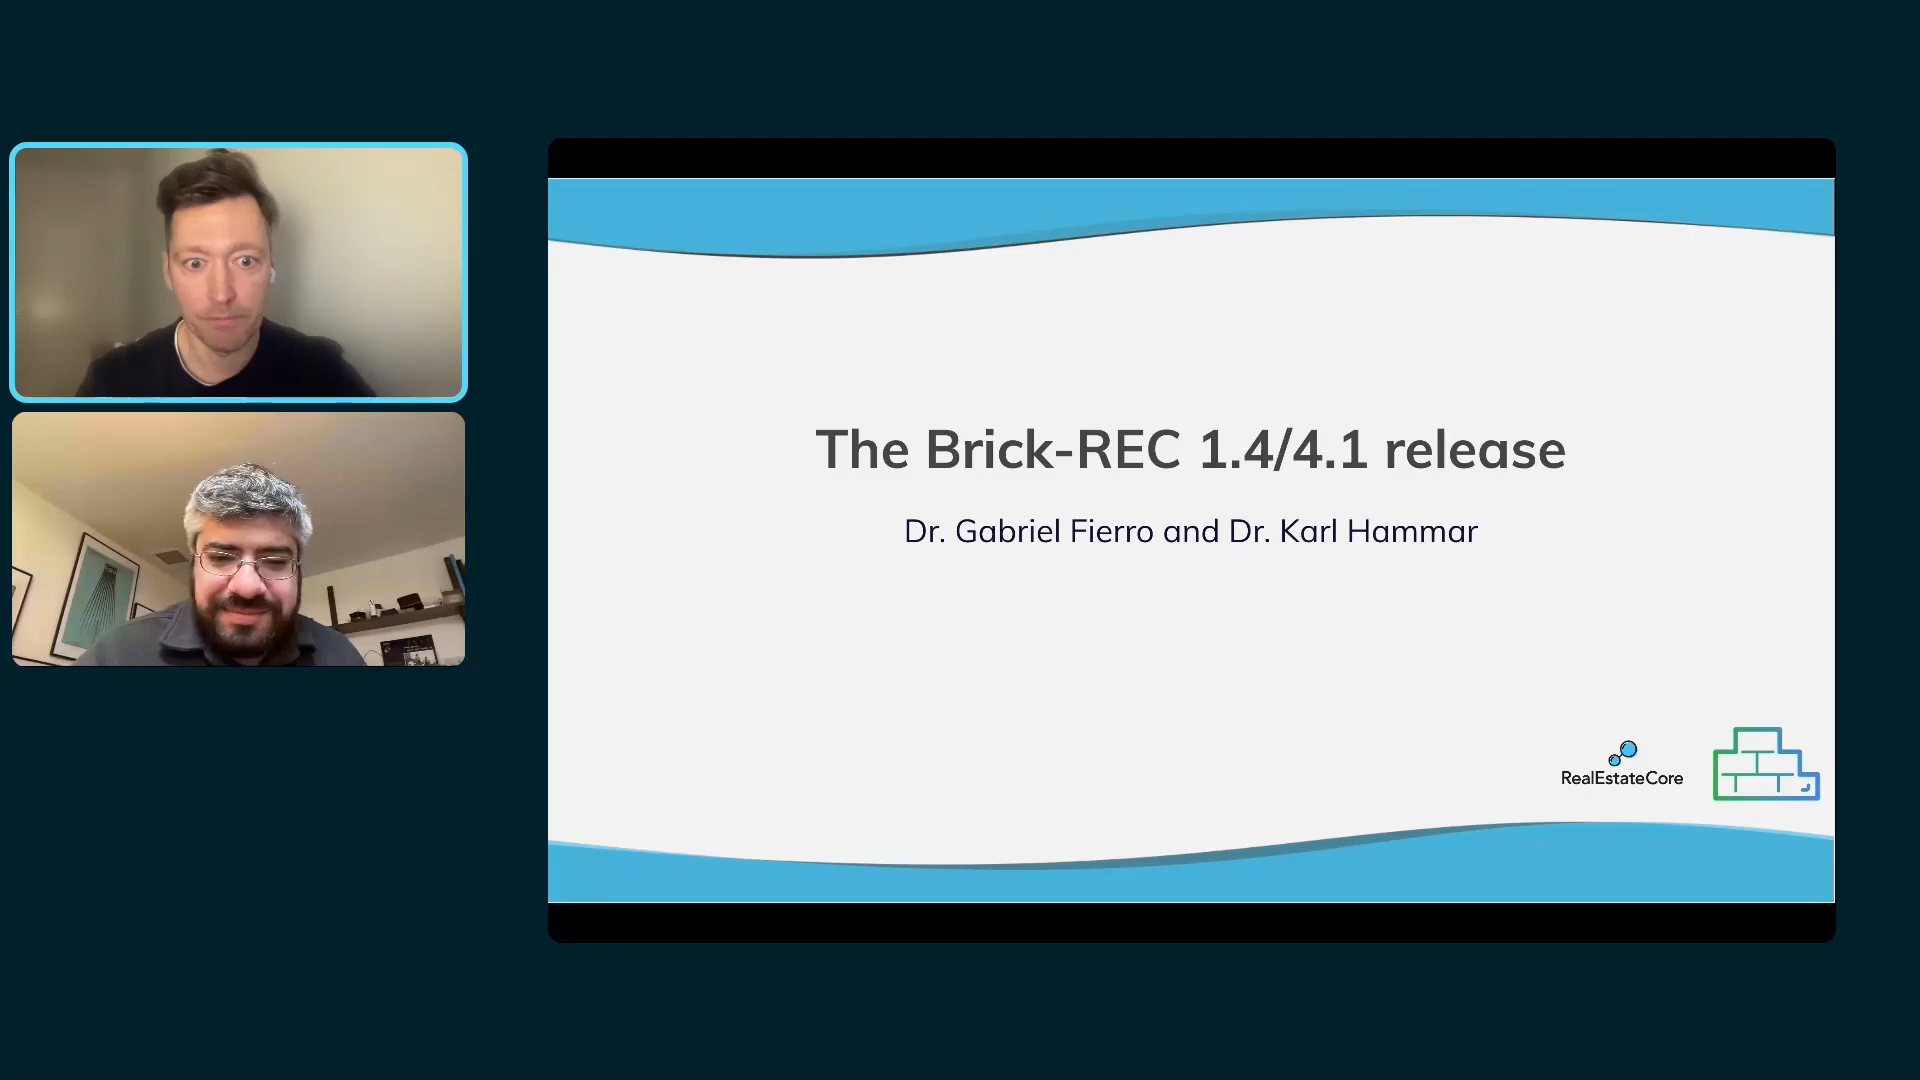 The Brick-REC 1.4/4.1 release
Dr. Gabriel Fierro and Dr. Karl Hammar
RealEstateCore